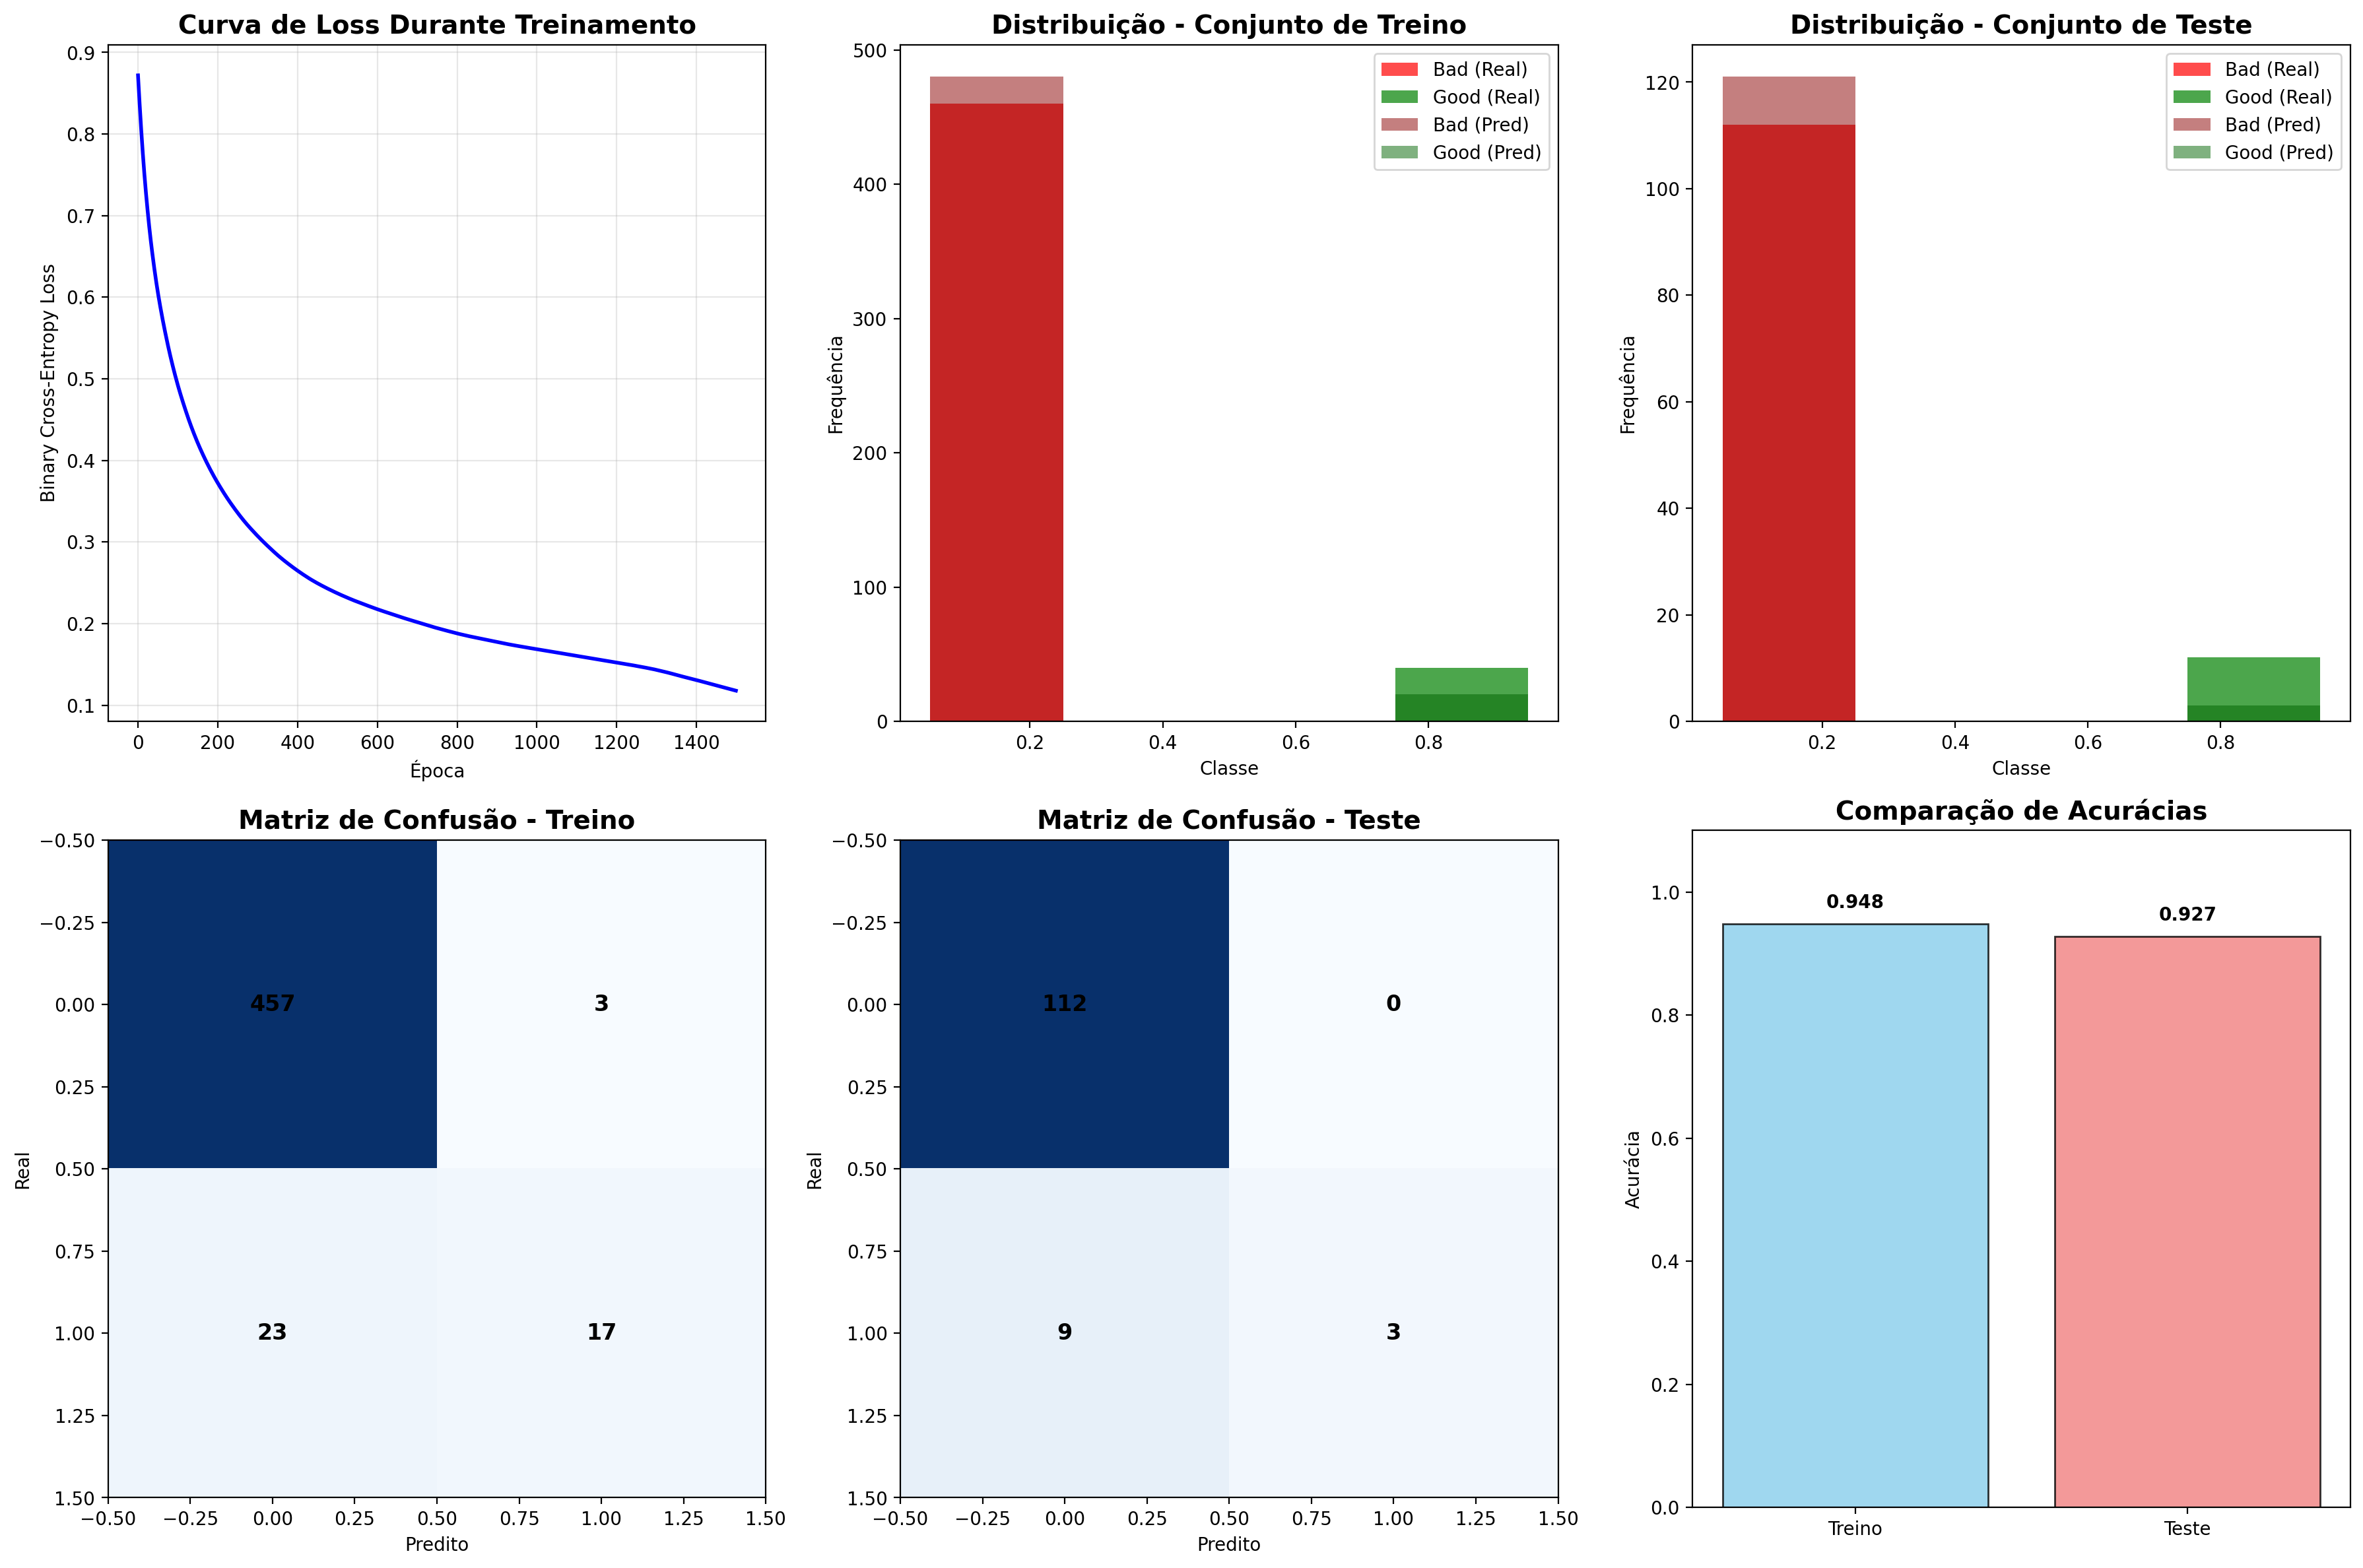 Curva de Loss Durante Treinamento
0.9
0.8
0.7
0.6
0.5
0.4
0.3
0.2
0.1
Binary Cross-Entropy Loss
0 200 400 600 800 1000 1200 1400
Época
Distribuição - Conjunto de Treino
500
400
300
200
100
0
Frequência
Bad (Real)
Good (Real)
Bad (Pred)
Good (Pred)
0.2 0.4 0.6 0.8
Classe
Distribuição - Conjunto de Teste
120
100
80
60
40
20
0
Frequência
Bad (Real)
Good (Real)
Bad (Pred)
Good (Pred)
0.2 0.4 0.6 0.8
Classe
Matriz de Confusão - Treino
−0.50
−0.25
0.00
0.25
0.50
0.75
1.00
1.25
1.50
Real
457 3
23 17
−0.50 −0.25 0.00 0.25 0.50 0.75 1.00 1.25 1.50
Predito
Matriz de Confusão - Teste
−0.50
−0.25
0.00
0.25
0.50
0.75
1.00
1.25
1.50
Real
112 0
9 3
−0.50 −0.25 0.00 0.25 0.50 0.75 1.00 1.25 1.50
Predito
Comparação de Acurácias
1.0
0.8
0.6
0.4
0.2
0.0
Acurácia
0.948
0.927
Treino Teste